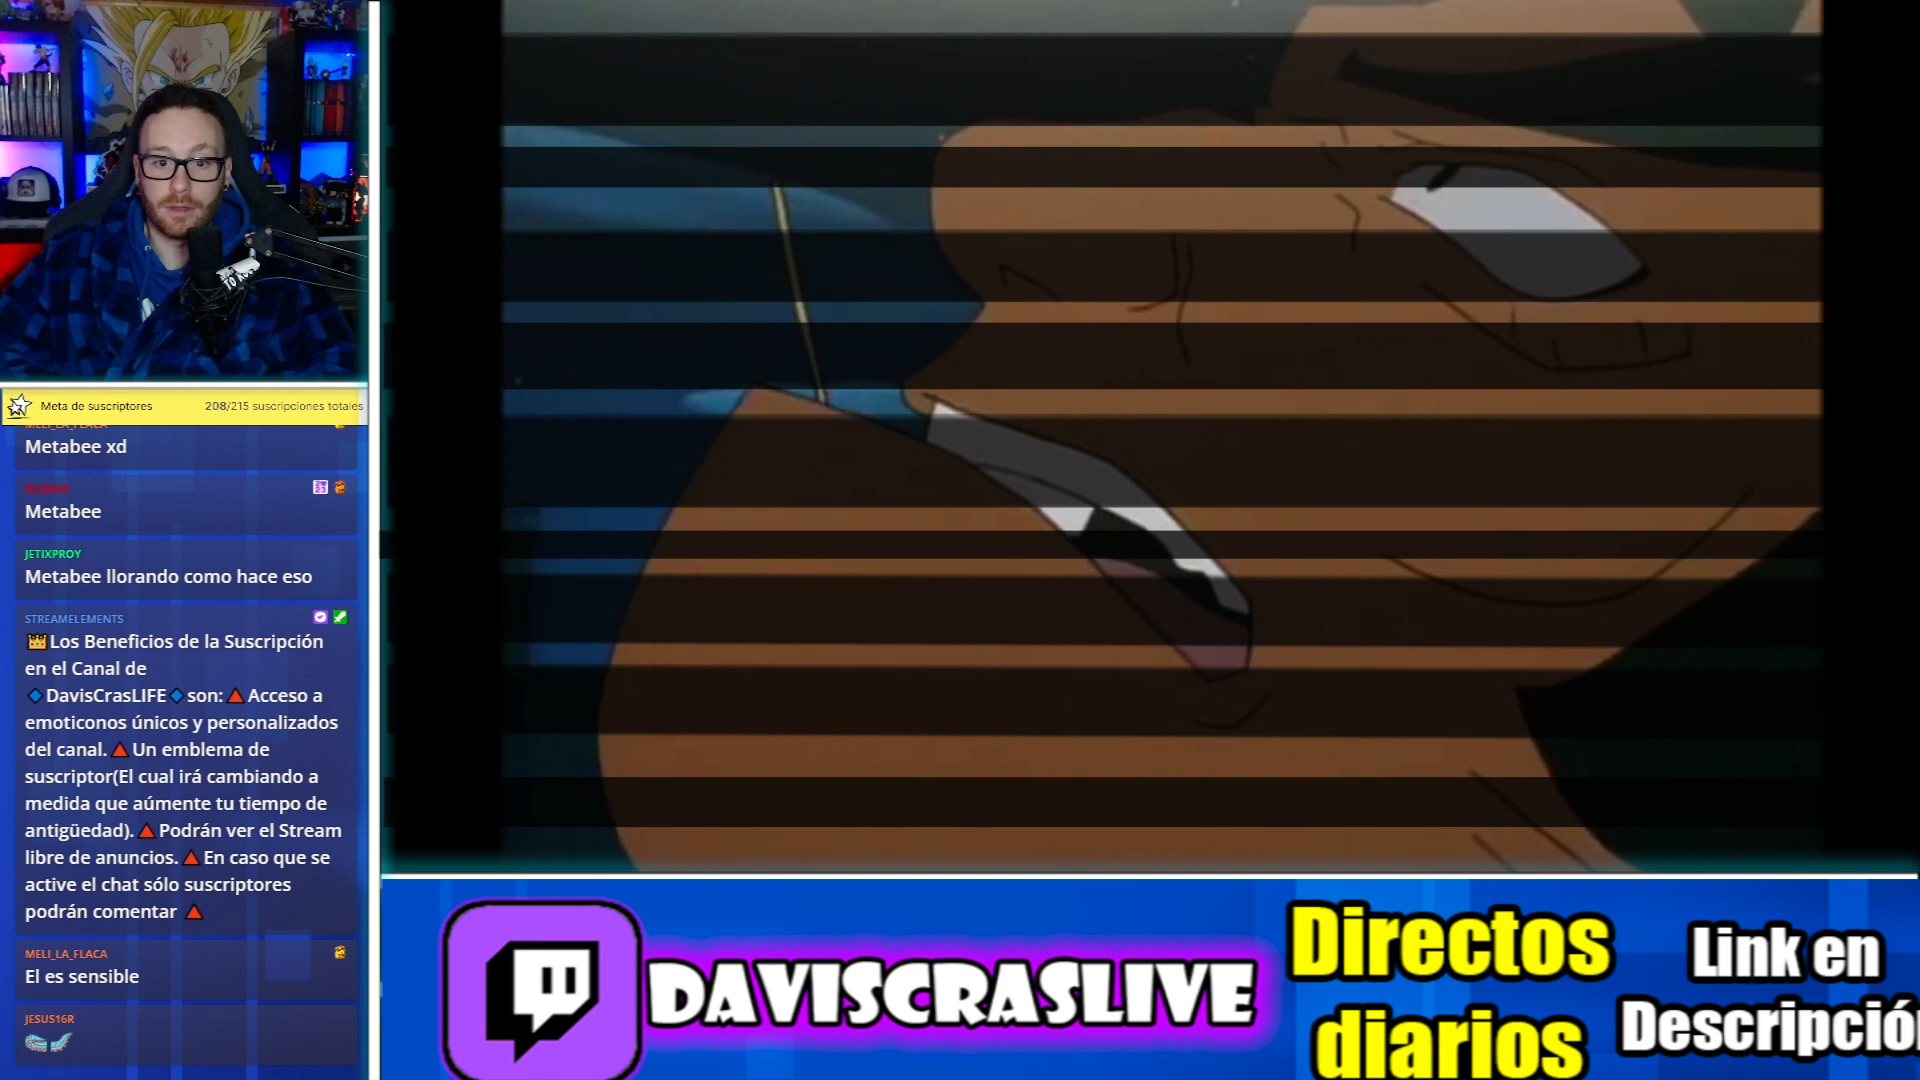 Meta de suscriptores 208/215 suscripciones totales
MELI_LA_FLACA
Metabee xd
Metabee
JETIXPROY
Metabee llorando como hace eso
STREAMELEMENTS
👑Los Beneficios de la Suscripción
en el Canal de
🔷DavisCrasLIFE🔷son:🔺Acceso a
emoticonos únicos y personalizados
del canal.🔺Un emblema de
suscriptor(El cual irá cambiando a
medida que aúmente tu tiempo de
antigüedad).🔺Podrán ver el Stream
libre de anuncios.🔺En caso que se
active el chat sólo suscriptores
podrán comentar 🔺
MELI_LA_FLACA
El es sensible
JESUS16R
DAVISCRASLIVE
Directos
diarios
Link en
Descripción